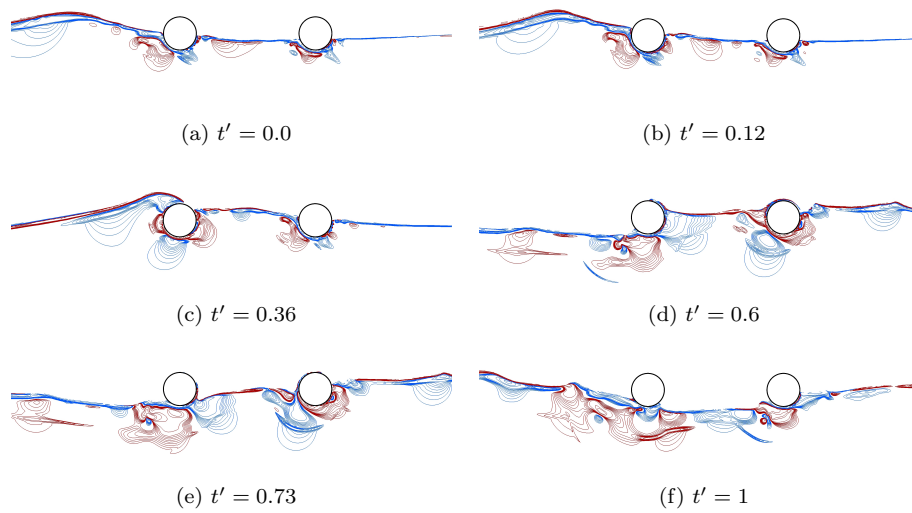 (a) t′ = 0.0
(b) t′ = 0.12
(c) t′ = 0.36
(d) t′ = 0.6
(e) t′ = 0.73
(f) t′ = 1